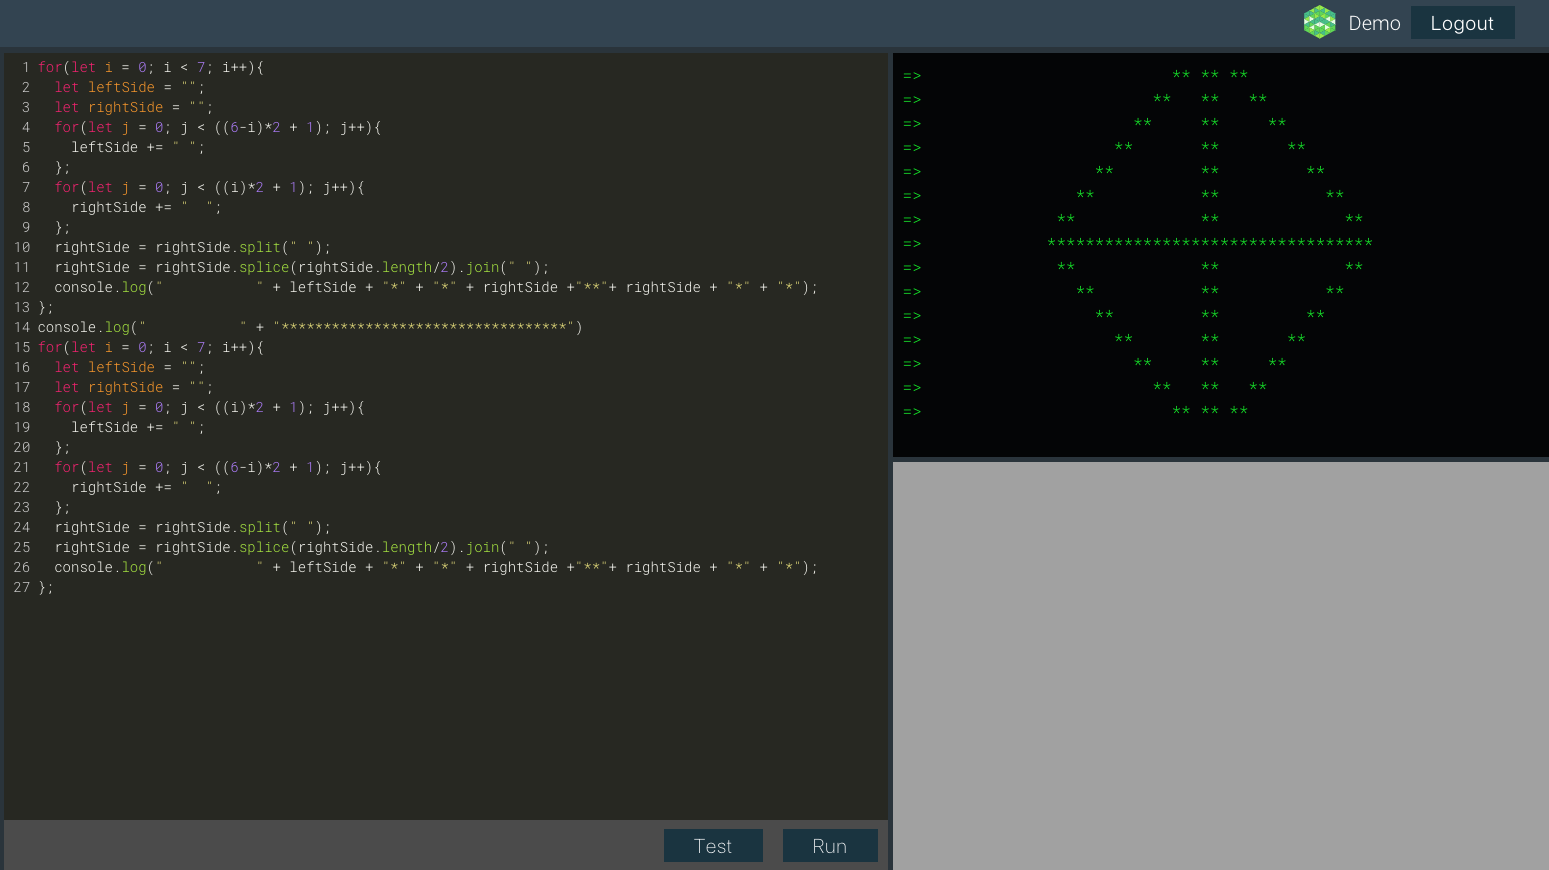 Demo Logout
1 for(let i = 0; i < 7; i++){
2   let leftSide = "";
3   let rightSide = "";
4   for(let j = 0; j < ((6-i)*2 + 1); j++){
5     leftSide += " ";
6   };
7   for(let j = 0; j < ((i)*2 + 1); j++){
8     rightSide += "  ";
9   };
10   rightSide = rightSide.split(" ");
11   rightSide = rightSide.splice(rightSide.length/2).join(" ");
12   console.log("           " + leftSide + "*" + "*" + rightSide +"**"+ rightSide + "*" + "*");
13 };
14 console.log("           " + "**********************************")
15 for(let i = 0; i < 7; i++){
16   let leftSide = "";
17   let rightSide = "";
18   for(let j = 0; j < ((i)*2 + 1); j++){
19     leftSide += " ";
20   };
21   for(let j = 0; j < ((6-i)*2 + 1); j++){
22     rightSide += "  ";
23   };
24   rightSide = rightSide.split(" ");
25   rightSide = rightSide.splice(rightSide.length/2).join(" ");
26   console.log("           " + leftSide + "*" + "*" + rightSide +"**"+ rightSide + "*" + "*");
27 };
Test Run
=>                          ** ** **
=>                        **   **   **
=>                      **     **     **
=>                    **       **       **
=>                  **         **         **
=>                **           **           **
=>              **             **             **
=>             **********************************
=>              **             **             **
=>                **           **           **
=>                  **         **         **
=>                    **       **       **
=>                      **     **     **
=>                        **   **   **
=>                          ** ** **